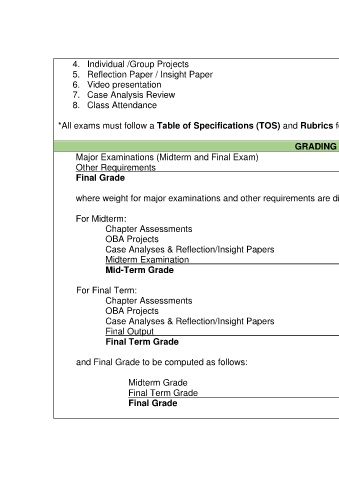 4. Individual /Group Projects
5. Reflection Paper / Insight Paper
6. Video presentation
7. Case Analysis Review
8. Class Attendance
*All exams must follow a Table of Specifications (TOS) and Rubrics f
GRADING
Major Examinations (Midterm and Final Exam)
Other Requirements
Final Grade
where weight for major examinations and other requirements are di
For Midterm:
Chapter Assessments
OBA Projects
Case Analyses & Reflection/Insight Papers
Midterm Examination
Mid-Term Grade
For Final Term:
Chapter Assessments
OBA Projects
Case Analyses & Reflection/Insight Papers
Final Output
Final Term Grade
and Final Grade to be computed as follows:
Midterm Grade
Final Term Grade
Final Grade